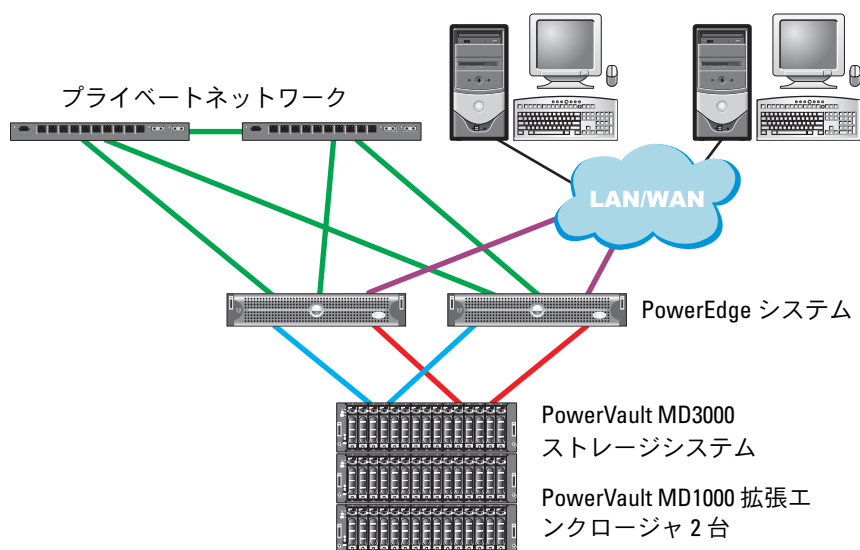 プライベートネットワーク
LAN/WAN
PowerEdge システム
PowerVault MD3000
ストレージシステム
PowerVault MD1000 拡張エ
ンクロージャ 2 台